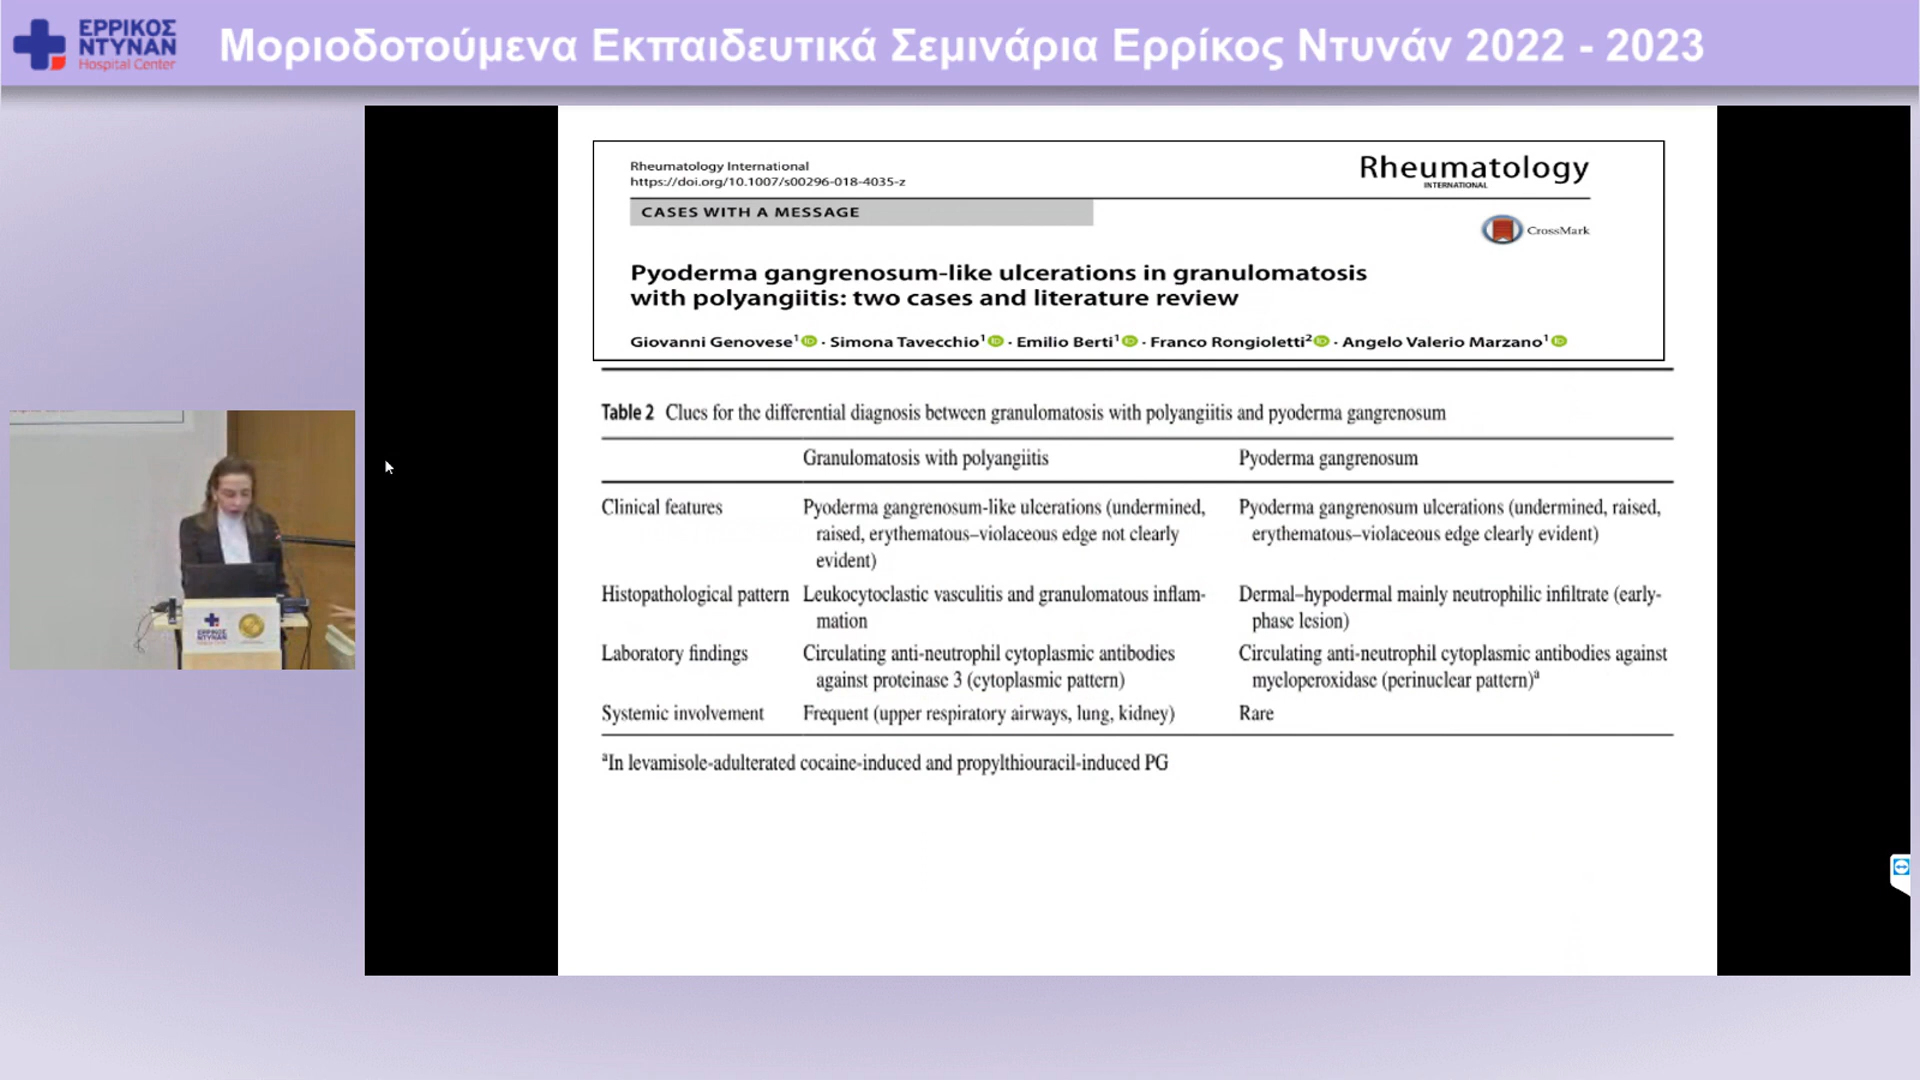 ΕΡΡΙΚΟΣ
ΝΤΥΝΑΝ
Hospital Center
Μοριοδοτούμενα Εκπαιδευτικά Σεμινάρια Ερρίκος Ντυνάν 2022 - 2023
Rheumatology International
https://doi.org/10.1007/s00296-018-4035-z
Rheumatology
INTERNATIONAL
CASES WITH A MESSAGE
CrossMark
Pyoderma gangrenosum-like ulcerations in granulomatosis
with polyangiitis: two cases and literature review
Giovanni Genovese¹ · Simona Tavecchio¹ · Emilio Berti¹ · Franco Rongioletti² · Angelo Valerio Marzano¹
Table 2 Clues for the differential diagnosis between granulomatosis with polyangiitis and pyoderma gangrenosum
Granulomatosis with polyangiitis Pyoderma gangrenosum
Clinical features Pyoderma gangrenosum-like ulcerations (undermined, Pyoderma gangrenosum ulcerations (undermined, raised,
raised, erythematous–violaceous edge not clearly erythematous–violaceous edge clearly evident)
evident)
Histopathological pattern Leukocytoclastic vasculitis and granulomatous inflam- Dermal–hypodermal mainly neutrophilic infiltrate (early-
mation phase lesion)
Laboratory findings Circulating anti-neutrophil cytoplasmic antibodies Circulating anti-neutrophil cytoplasmic antibodies against
against proteinase 3 (cytoplasmic pattern) myeloperoxidase (perinuclear pattern)ᵃ
Systemic involvement Frequent (upper respiratory airways, lung, kidney) Rare
ᵃIn levamisole-adulterated cocaine-induced and propylthiouracil-induced PG
ΕΡΡΙΚΟΣ
ΝΤΥΝΑΝ